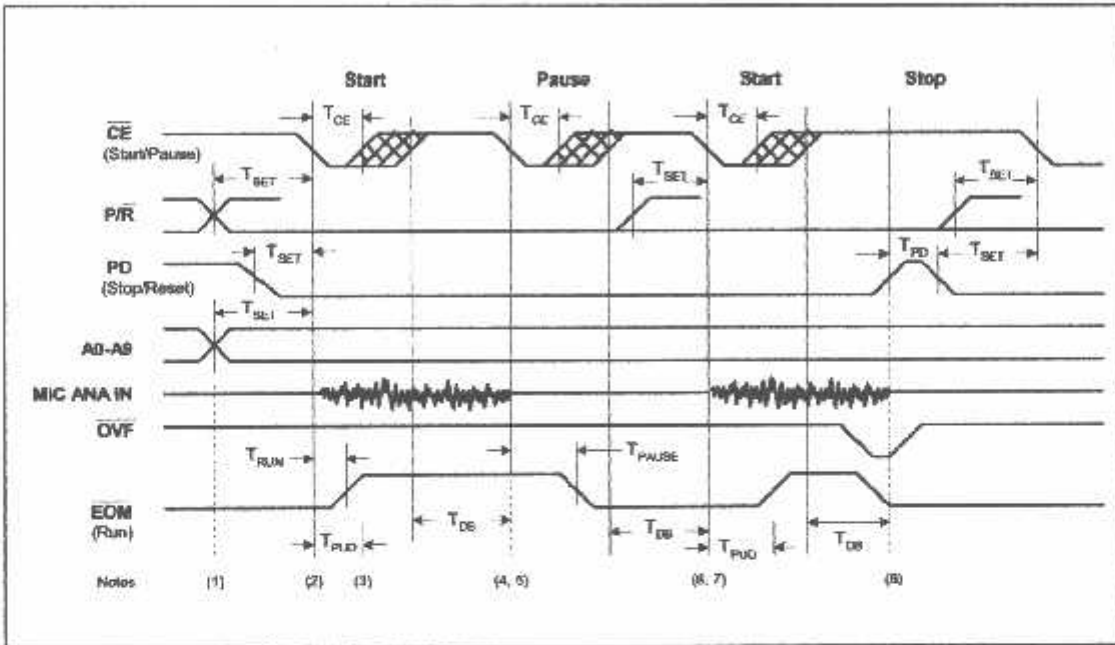 Start Pause Start Stop
TCE TCE TCE
CE
(Start/Pause)
TSET TSET TSET
P/R
TSET TPD TSET
PD
(Stop/Reset)
TSET
A0-A9
MIC ANA IN
OVF
TRUN TPAUSE
EOM
(Run)
TDB TDB TDB
TPUD TPUD
Notes (1) (2) (3) (4, 5) (6, 7)